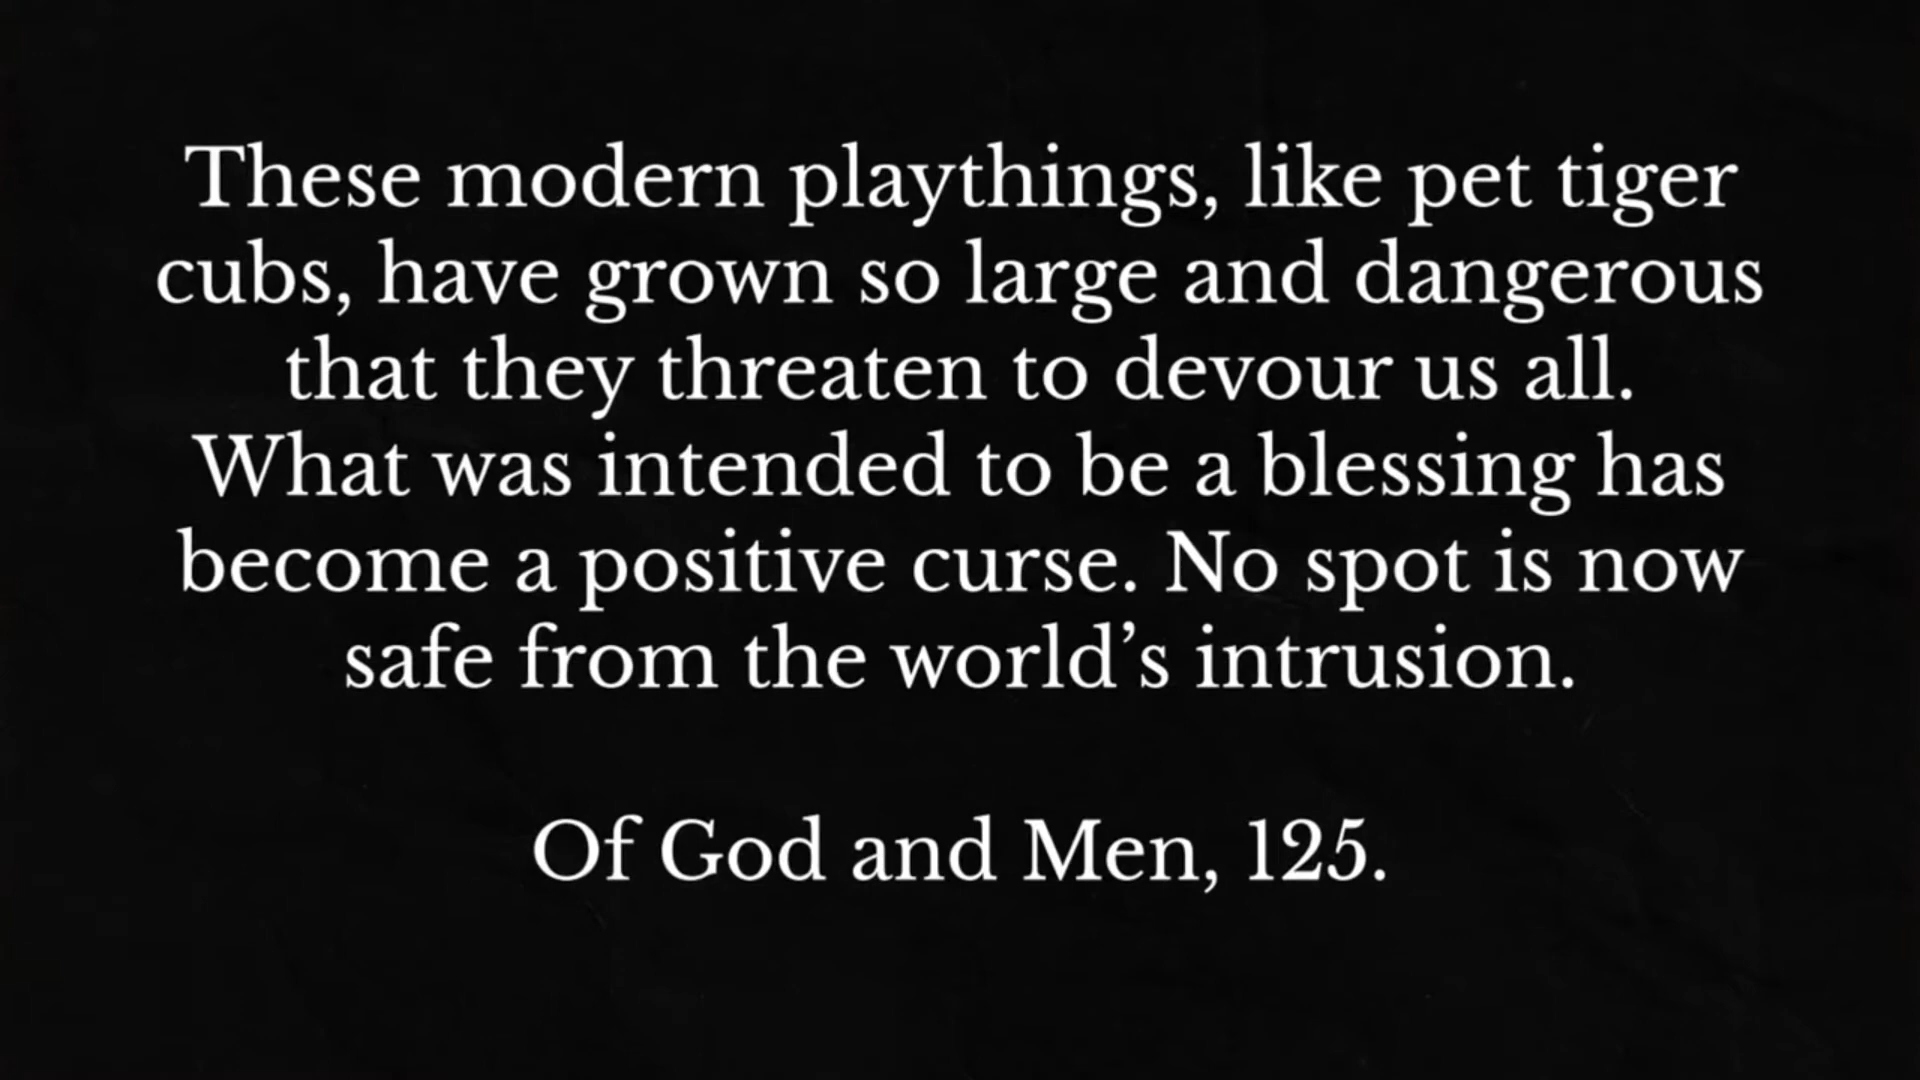 These modern playthings, like pet tiger
cubs, have grown so large and dangerous
that they threaten to devour us all.
What was intended to be a blessing has
become a positive curse. No spot is now
safe from the world’s intrusion.
Of God and Men, 125.